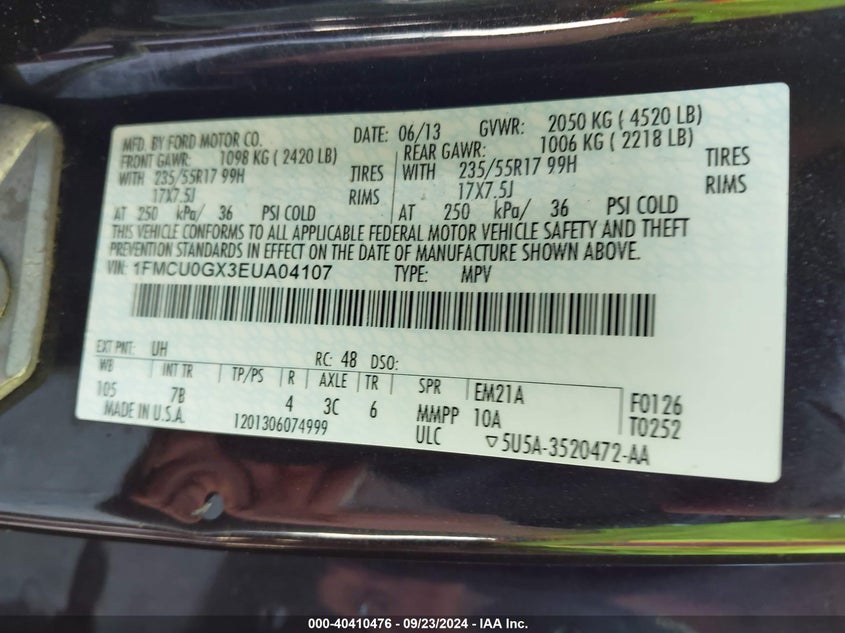 MFD. BY FORD MOTOR CO. DATE: 06/13 GVWR: 2050 KG ( 4520 LB)
FRONT GAWR: 1098 KG ( 2420 LB) REAR GAWR: 1006 KG ( 2218 LB)
WITH 235/55R17 99H TIRES WITH 235/55R17 99H TIRES
17X7.5J RIMS 17X7.5J RIMS
AT 250 kPa/ 36 PSI COLD AT 250 kPa/ 36 PSI COLD
THIS VEHICLE CONFORMS TO ALL APPLICABLE FEDERAL MOTOR VEHICLE SAFETY AND THEFT
PREVENTION STANDARDS IN EFFECT ON THE DATE OF MANUFACTURE SHOWN ABOVE.
VIN: 1FMCU0GX3EUA04107 TYPE: MPV
EXT PNT: UH RC: 48 DSO:
WB INT TR TP/PS R AXLE TR SPR EM21A F0126
105 7B 4 3C 6 MMPP 10A T0252
MADE IN U.S.A. 1201306074999 ULC ▽5U5A-3520472-AA
000-40410476 - 09/23/2024 - IAAI Inc.